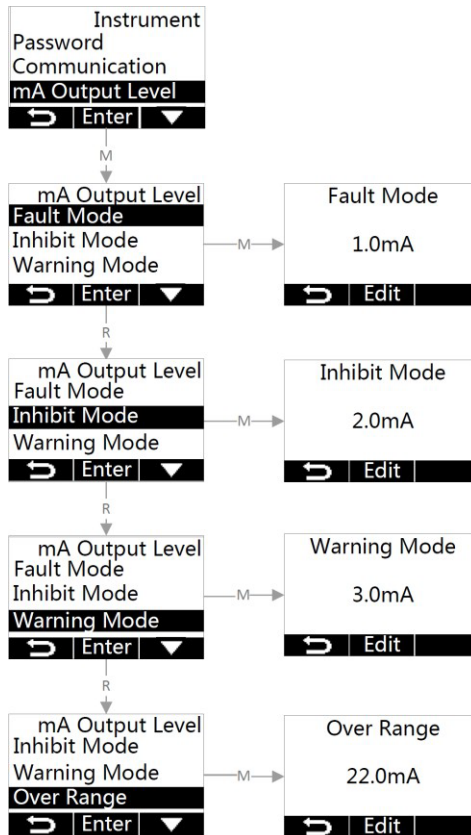 Instrument
Password
Communication
mA Output Level
Enter
M
mA Output Level
Fault Mode
Inhibit Mode
Warning Mode
Enter
M
Fault Mode
1.0mA
Edit
R
mA Output Level
Fault Mode
Inhibit Mode
Warning Mode
Enter
M
Inhibit Mode
2.0mA
Edit
R
mA Output Level
Fault Mode
Inhibit Mode
Warning Mode
Enter
M
Warning Mode
3.0mA
Edit
R
mA Output Level
Inhibit Mode
Warning Mode
Over Range
Enter
M
Over Range
22.0mA
Edit